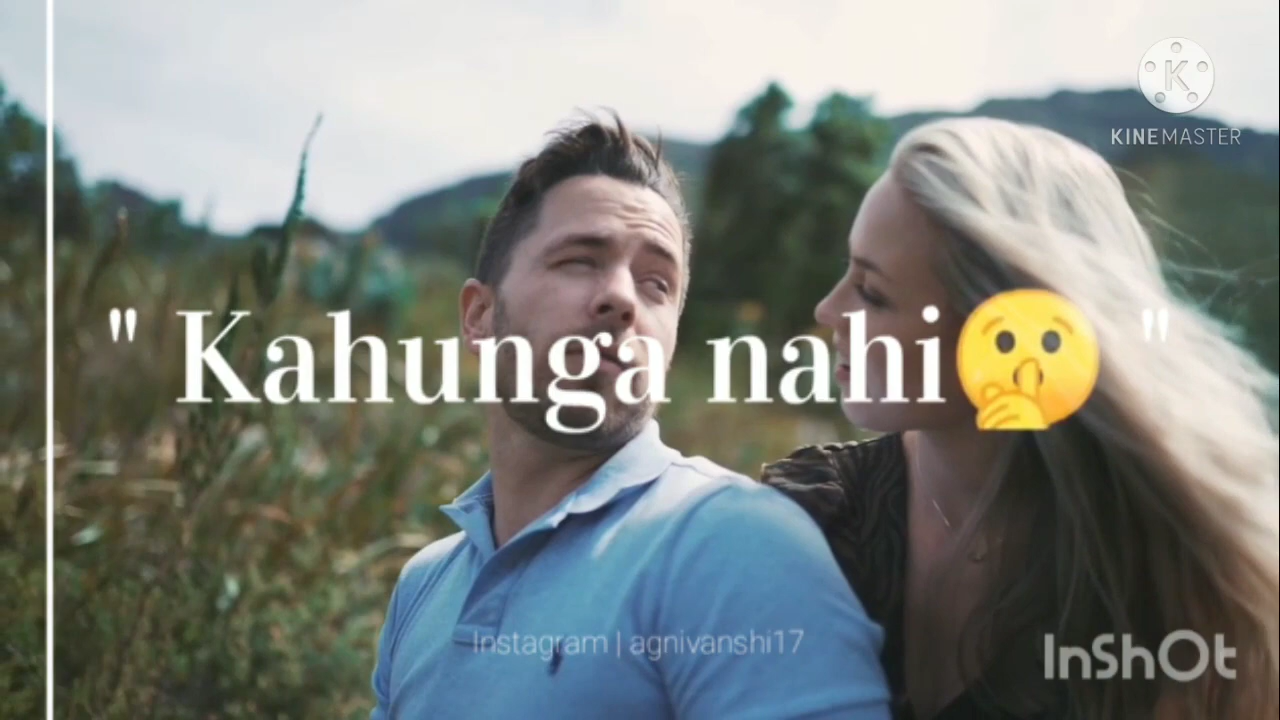 K
KINEMASTER
" Kahunga nahi🤫 "
Instagram | agnivanshi17
InShOt